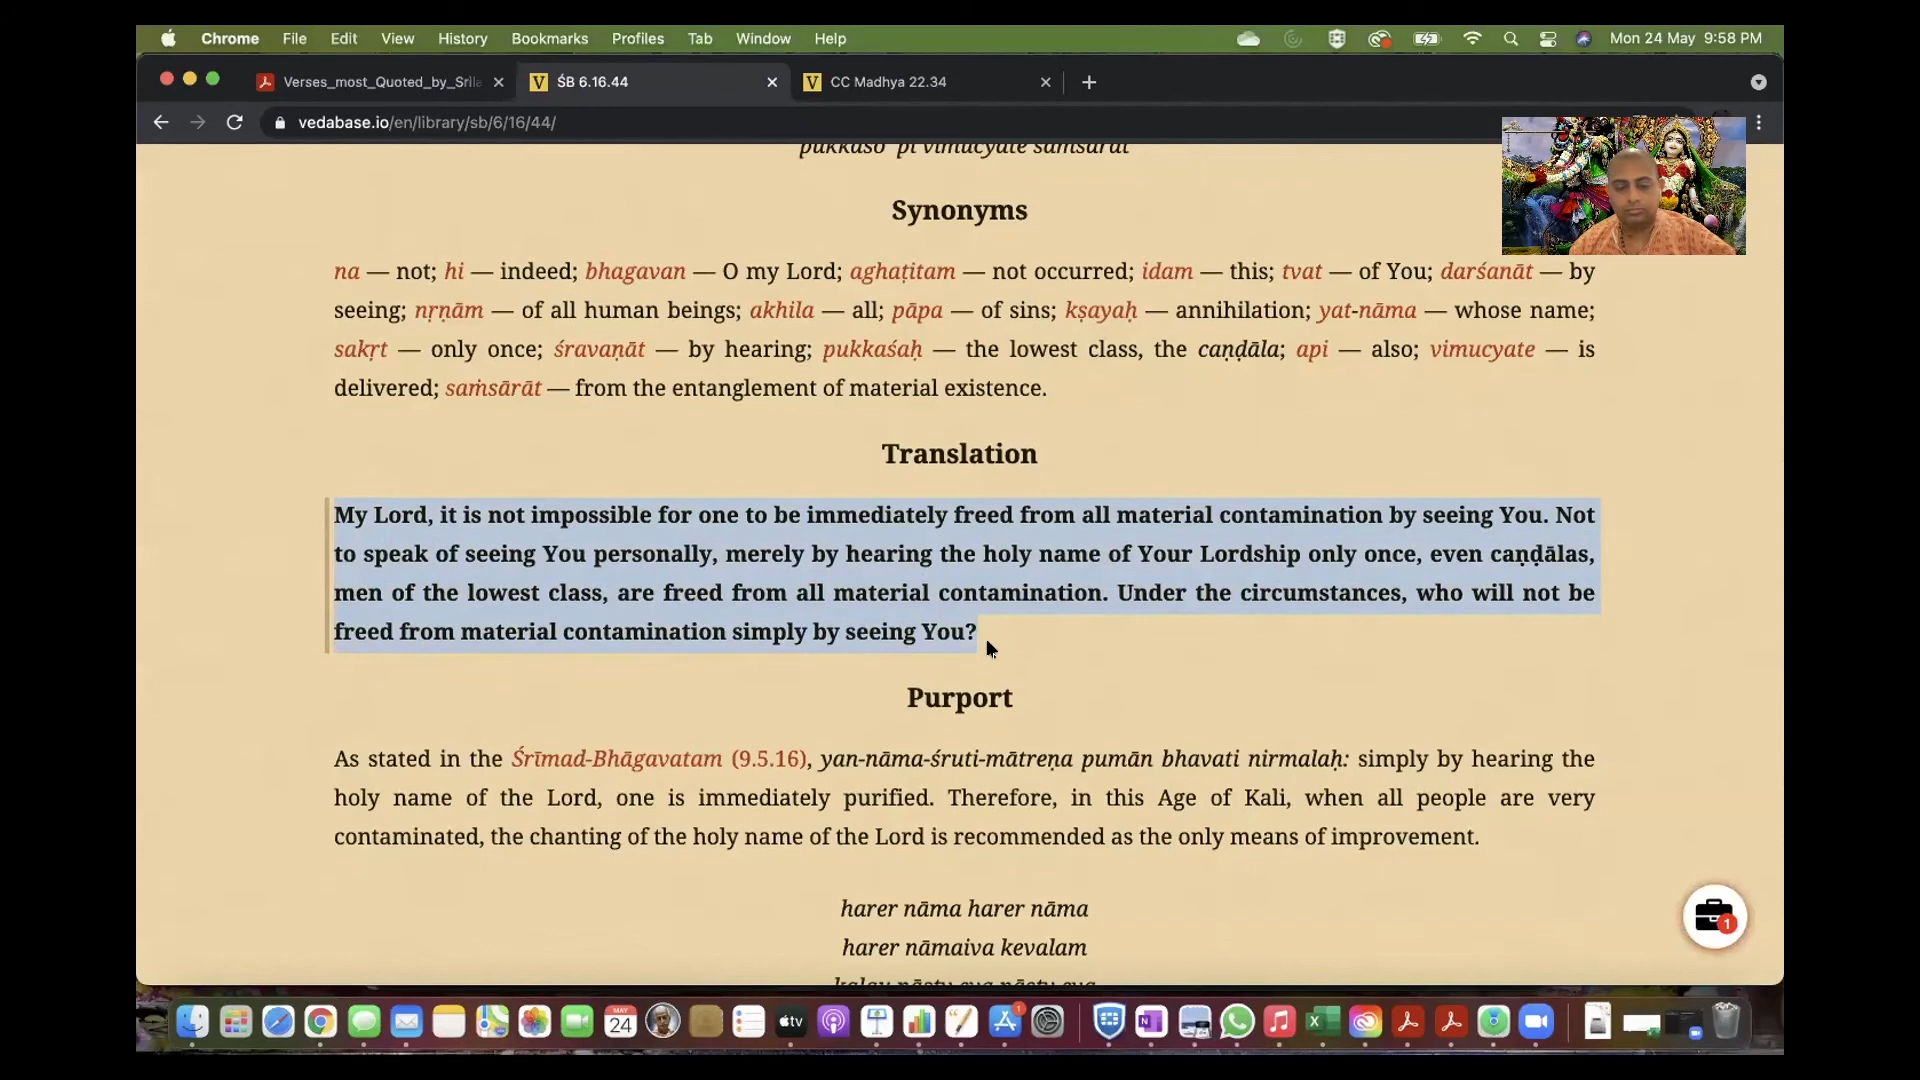 Chrome File Edit View History Bookmarks Profiles Tab Window Help Mon 24 May 9:58 PM
Verses_most_Quoted_by_Srila ŚB 6.16.44 CC Madhya 22.34
vedabase.io/en/library/sb/6/16/44/
pukkaśo 'pi vimucyate saṁsārāt
Synonyms
na — not; hi — indeed; bhagavan — O my Lord; aghaṭitam — not occurred; idam — this; tvat — of You; darśanāt — by
seeing; nṛṇām — of all human beings; akhila — all; pāpa — of sins; kṣayaḥ — annihilation; yat-nāma — whose name;
sakṛt — only once; śravaṇāt — by hearing; pukkaśaḥ — the lowest class, the caṇḍāla; api — also; vimucyate — is
delivered; saṁsārāt — from the entanglement of material existence.
Translation
My Lord, it is not impossible for one to be immediately freed from all material contamination by seeing You. Not
to speak of seeing You personally, merely by hearing the holy name of Your Lordship only once, even caṇḍālas,
men of the lowest class, are freed from all material contamination. Under the circumstances, who will not be
freed from material contamination simply by seeing You?
Purport
As stated in the Śrīmad-Bhāgavatam (9.5.16), yan-nāma-śruti-mātreṇa pumān bhavati nirmalaḥ: simply by hearing the
holy name of the Lord, one is immediately purified. Therefore, in this Age of Kali, when all people are very
contaminated, the chanting of the holy name of the Lord is recommended as the only means of improvement.
harer nāma harer nāma
harer nāmaiva kevalam
1
MAY
24
tv
1